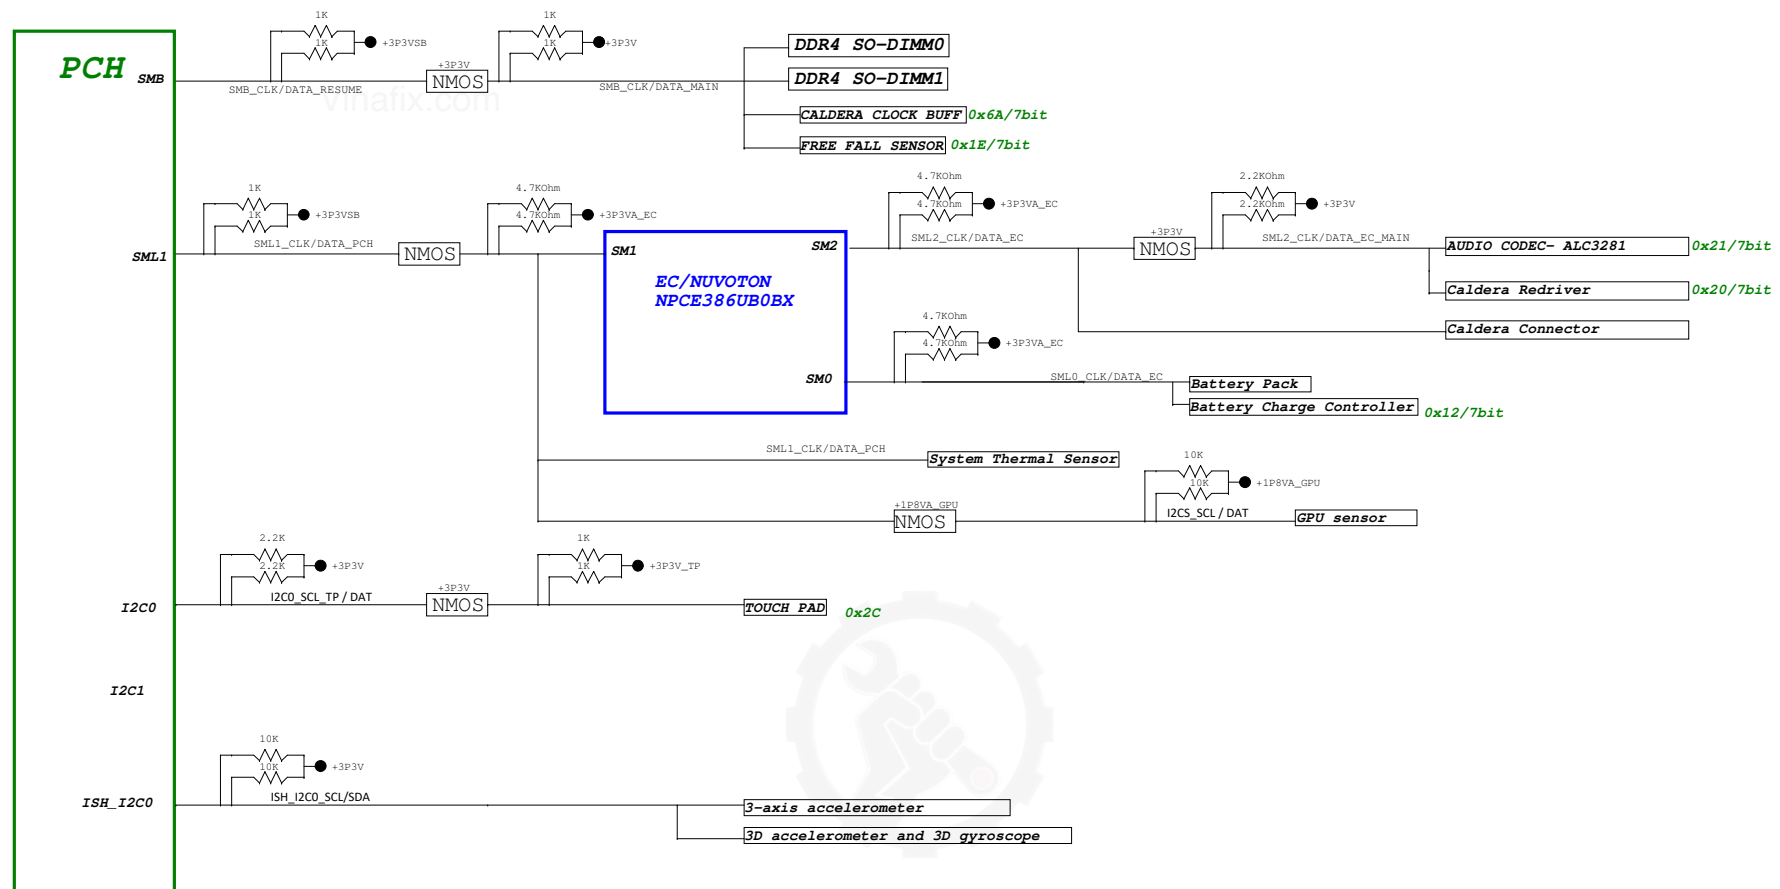 PCH
SMB
1K
1K
+3P3VSB
SMB_CLK/DATA_RESUME
+3P3V
NMOS
1K
1K
+3P3V
SMB_CLK/DATA_MAIN
DDR4 SO-DIMM0
DDR4 SO-DIMM1
CALDERA CLOCK BUFF 0x6A/7bit
FREE FALL SENSOR 0x1E/7bit
vinafix.com
SML1
1K
1K
+3P3VSB
SML1_CLK/DATA_PCH
NMOS
4.7KOhm
4.7KOhm
+3P3VA_EC
SM1
SM2
EC/NUVOTON
NPCE386UB0BX
SM0
4.7KOhm
4.7KOhm
+3P3VA_EC
SML2_CLK/DATA_EC
+3P3V
NMOS
2.2KOhm
2.2KOhm
+3P3V
SML2_CLK/DATA_EC_MAIN
AUDIO CODEC- ALC3281 0x21/7bit
Caldera Redriver 0x20/7bit
Caldera Connector
4.7KOhm
4.7KOhm
+3P3VA_EC
SML0_CLK/DATA_EC
Battery Pack
Battery Charge Controller 0x12/7bit
SML1_CLK/DATA_PCH
System Thermal Sensor
+1P8VA_GPU
NMOS
10K
10K
+1P8VA_GPU
I2CS_SCL / DAT
GPU sensor
I2C0
2.2K
2.2K
+3P3V
I2C0_SCL_TP / DAT
+3P3V
NMOS
1K
1K
+3P3V_TP
TOUCH PAD 0x2C
I2C1
ISH_I2C0
10K
10K
+3P3V
ISH_I2C0_SCL/SDA
3-axis accelerometer
3D accelerometer and 3D gyroscope